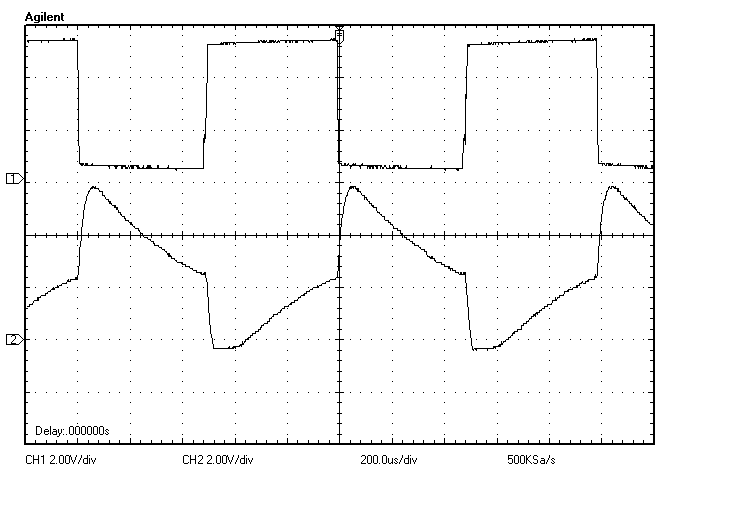 Agilent
1
2
Delay:.000000s
CH1 2.00V/div CH2 2.00V/div 200.0us/div 500KSa/s